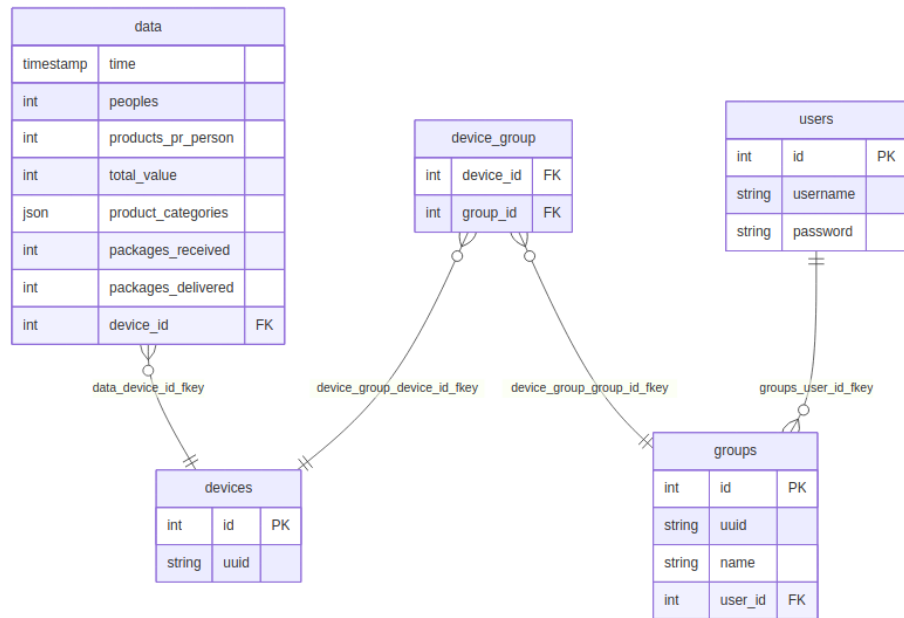 data
timestamp time
int peoples
int products_pr_person
int total_value
json product_categories
int packages_received
int packages_delivered
int device_id FK
device_group
int device_id FK
int group_id FK
users
int id PK
string username
string password
data_device_id_fkey
device_group_device_id_fkey
device_group_group_id_fkey
groups_user_id_fkey
devices
int id PK
string uuid
groups
int id PK
string uuid
string name
int user_id FK